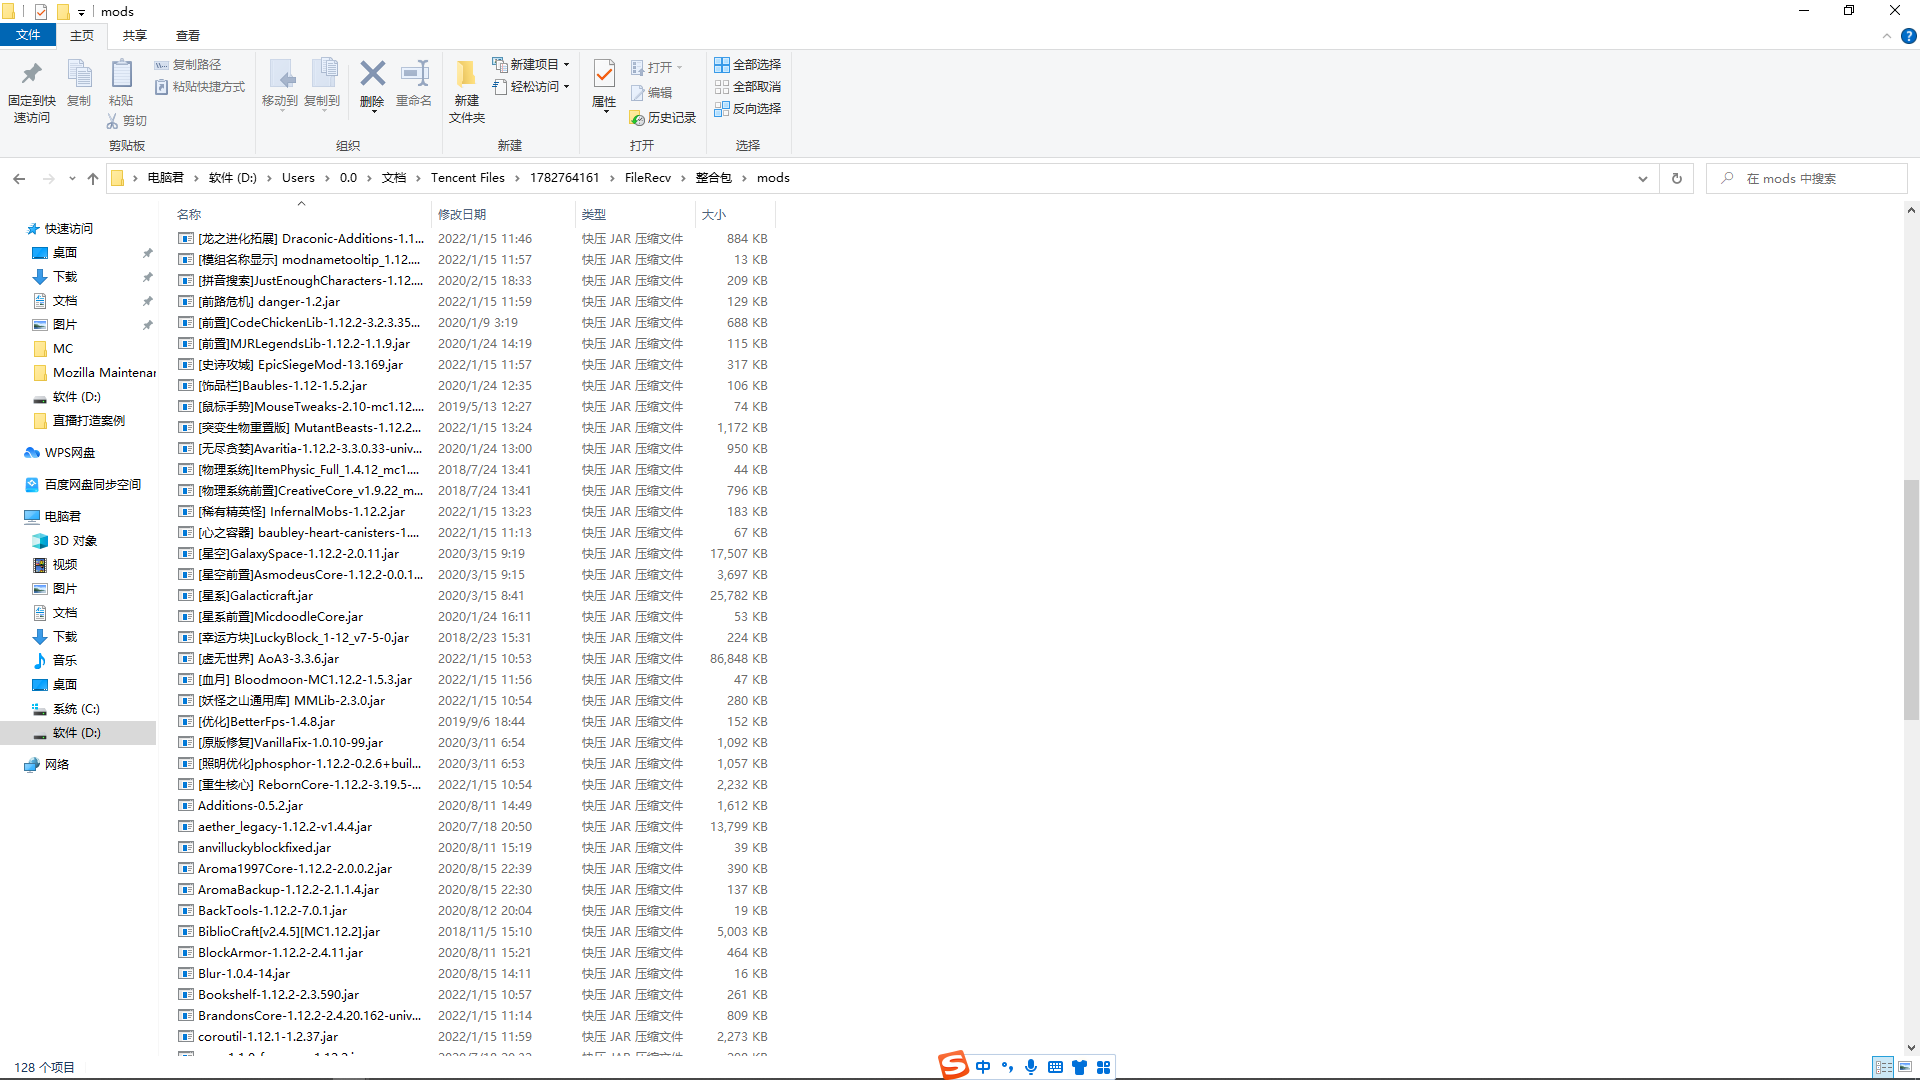 mods
文件
主页
共享
查看
固定到快
速访问
复制
粘贴
复制路径
粘贴快捷方式
剪切
剪贴板
移动到
复制到
删除
重命名
组织
新建
文件夹
新建项目
轻松访问
新建
属性
打开
编辑
历史记录
打开
全部选择
全部取消
反向选择
选择
电脑君 › 软件 (D:) › Users › 0.0 › 文档 › Tencent Files › 1782764161 › FileRecv › 整合包 › mods
在 mods 中搜索
快速访问
桌面
下载
文档
图片
MC
Mozilla Maintenar
软件 (D:)
直播打造案例
WPS网盘
百度网盘同步空间
电脑君
3D 对象
视频
图片
文档
下载
音乐
桌面
系统 (C:)
软件 (D:)
网络
名称 修改日期 类型 大小
[龙之进化拓展] Draconic-Additions-1.1... 2022/1/15 11:46 快压 JAR 压缩文件 884 KB
[模组名称显示] modnametooltip_1.12.... 2022/1/15 11:57 快压 JAR 压缩文件 13 KB
[拼音搜索]JustEnoughCharacters-1.12.... 2020/2/15 18:33 快压 JAR 压缩文件 209 KB
[前路危机] danger-1.2.jar 2022/1/15 11:59 快压 JAR 压缩文件 129 KB
[前置]CodeChickenLib-1.12.2-3.2.3.35... 2020/1/9 3:19 快压 JAR 压缩文件 688 KB
[前置]MJRLegendsLib-1.12.2-1.1.9.jar 2020/1/24 14:19 快压 JAR 压缩文件 115 KB
[史诗攻城] EpicSiegeMod-13.169.jar 2022/1/15 11:57 快压 JAR 压缩文件 317 KB
[饰品栏]Baubles-1.12-1.5.2.jar 2020/1/24 12:35 快压 JAR 压缩文件 106 KB
[鼠标手势]MouseTweaks-2.10-mc1.12.... 2019/5/13 12:27 快压 JAR 压缩文件 74 KB
[突变生物重置版] MutantBeasts-1.12.2... 2022/1/15 13:24 快压 JAR 压缩文件 1,172 KB
[无尽贪婪]Avaritia-1.12.2-3.3.0.33-univ... 2020/1/24 13:00 快压 JAR 压缩文件 950 KB
[物理系统]ItemPhysic_Full_1.4.12_mc1.... 2018/7/24 13:41 快压 JAR 压缩文件 44 KB
[物理系统前置]CreativeCore_v1.9.22_m... 2018/7/24 13:41 快压 JAR 压缩文件 796 KB
[稀有精英怪] InfernalMobs-1.12.2.jar 2022/1/15 13:23 快压 JAR 压缩文件 183 KB
[心之容器] baubley-heart-canisters-1.... 2022/1/15 11:13 快压 JAR 压缩文件 67 KB
[星空]GalaxySpace-1.12.2-2.0.11.jar 2020/3/15 9:19 快压 JAR 压缩文件 17,507 KB
[星空前置]AsmodeusCore-1.12.2-0.0.1... 2020/3/15 9:15 快压 JAR 压缩文件 3,697 KB
[星系]Galacticraft.jar 2020/3/15 8:41 快压 JAR 压缩文件 25,782 KB
[星系前置]MicdoodleCore.jar 2020/1/24 16:11 快压 JAR 压缩文件 53 KB
[幸运方块]LuckyBlock_1-12_v7-5-0.jar 2018/2/23 15:31 快压 JAR 压缩文件 224 KB
[虚无世界] AoA3-3.3.6.jar 2022/1/15 10:53 快压 JAR 压缩文件 86,848 KB
[血月] Bloodmoon-MC1.12.2-1.5.3.jar 2022/1/15 11:56 快压 JAR 压缩文件 47 KB
[妖怪之山通用库] MMLib-2.3.0.jar 2022/1/15 10:54 快压 JAR 压缩文件 280 KB
[优化]BetterFps-1.4.8.jar 2019/9/6 18:44 快压 JAR 压缩文件 152 KB
[原版修复]VanillaFix-1.0.10-99.jar 2020/3/11 6:54 快压 JAR 压缩文件 1,092 KB
[照明优化]phosphor-1.12.2-0.2.6+buil... 2020/3/11 6:53 快压 JAR 压缩文件 1,057 KB
[重生核心] RebornCore-1.12.2-3.19.5-... 2022/1/15 10:54 快压 JAR 压缩文件 2,232 KB
Additions-0.5.2.jar 2020/8/11 14:49 快压 JAR 压缩文件 1,612 KB
aether_legacy-1.12.2-v1.4.4.jar 2020/7/18 20:50 快压 JAR 压缩文件 13,799 KB
anvilluckyblockfixed.jar 2020/8/11 15:19 快压 JAR 压缩文件 39 KB
Aroma1997Core-1.12.2-2.0.0.2.jar 2020/8/15 22:39 快压 JAR 压缩文件 390 KB
AromaBackup-1.12.2-2.1.1.4.jar 2020/8/15 22:30 快压 JAR 压缩文件 137 KB
BackTools-1.12.2-7.0.1.jar 2020/8/12 20:04 快压 JAR 压缩文件 19 KB
BiblioCraft[v2.4.5][MC1.12.2].jar 2018/11/5 15:10 快压 JAR 压缩文件 5,003 KB
BlockArmor-1.12.2-2.4.11.jar 2020/8/11 15:21 快压 JAR 压缩文件 464 KB
Blur-1.0.4-14.jar 2020/8/15 14:11 快压 JAR 压缩文件 16 KB
Bookshelf-1.12.2-2.3.590.jar 2022/1/15 10:57 快压 JAR 压缩文件 261 KB
BrandonsCore-1.12.2-2.4.20.162-univ... 2022/1/15 11:14 快压 JAR 压缩文件 809 KB
coroutil-1.12.1-1.2.37.jar 2022/1/15 11:59 快压 JAR 压缩文件 2,273 KB
128 个项目
中